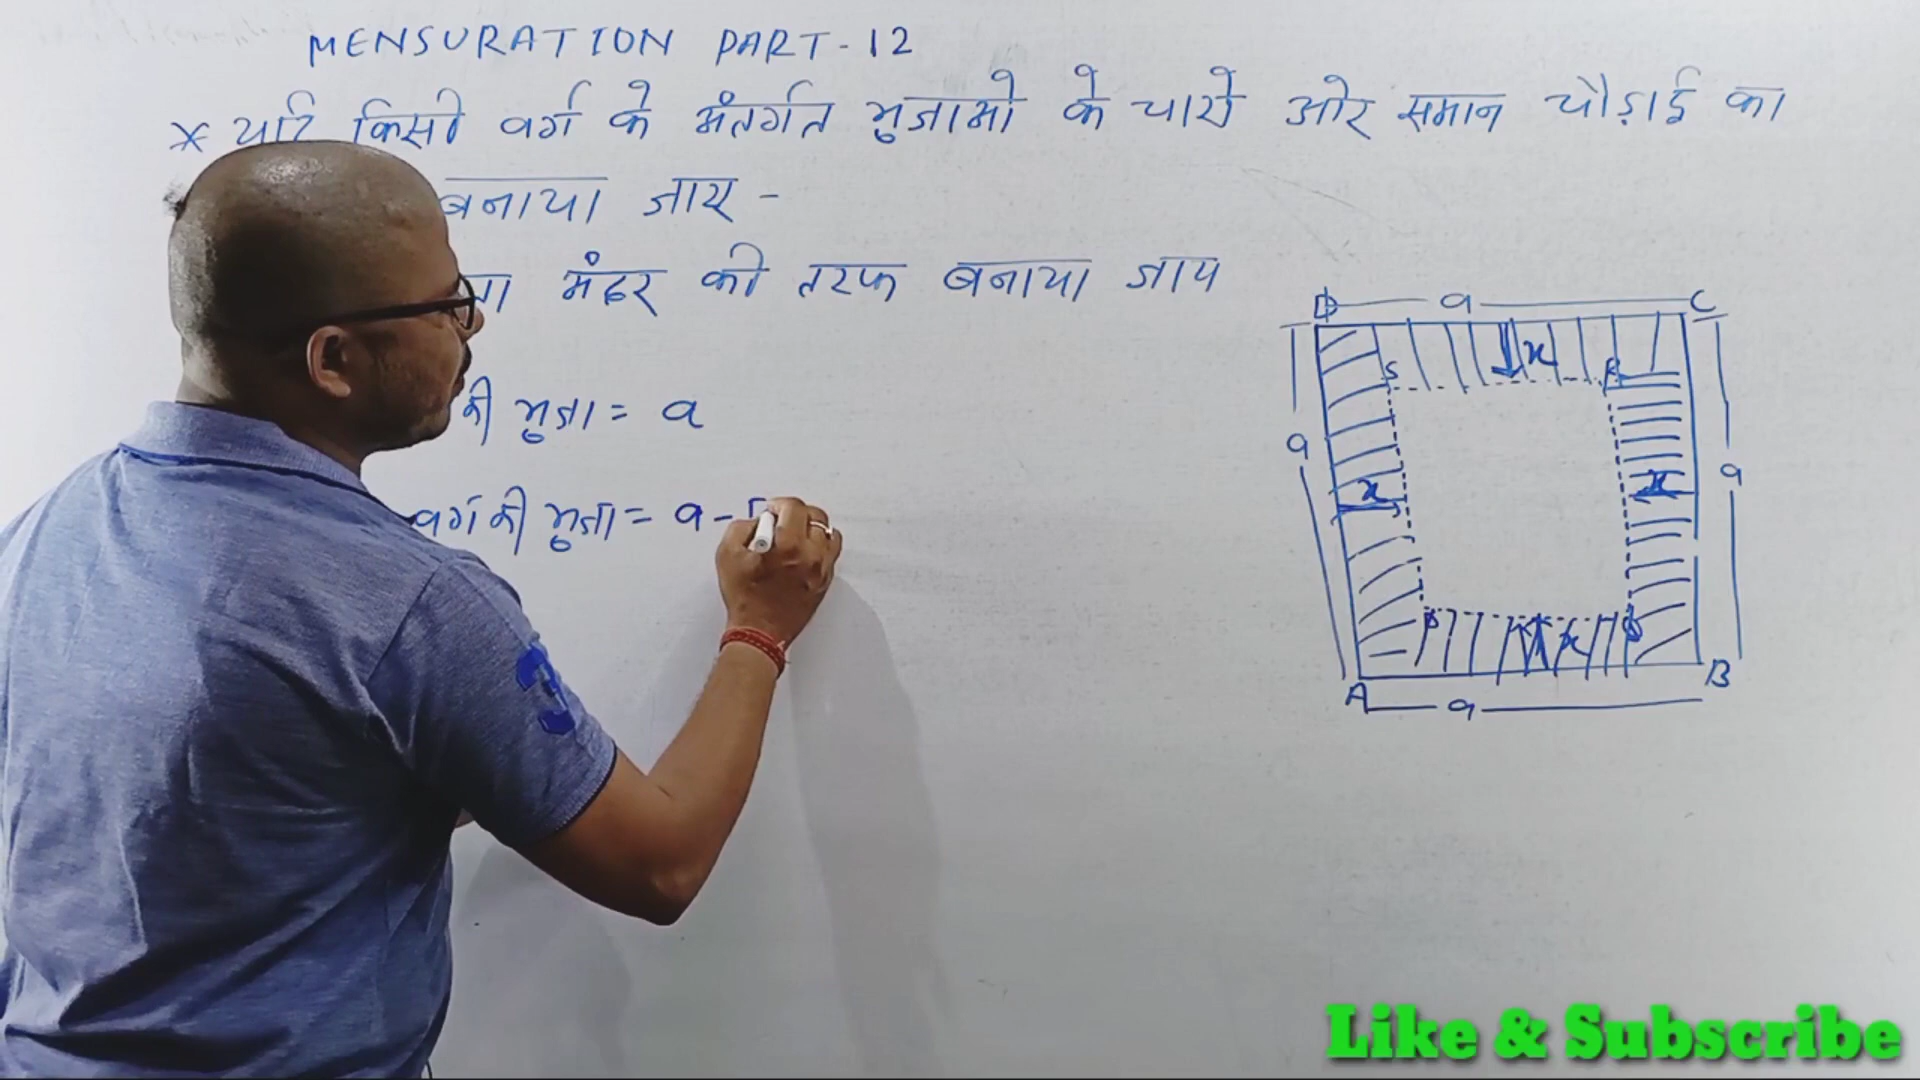 MENSURATION PART-12
* यदि किसी वर्ग के अंतर्गत भुजाओ के चारो ओर समान चौड़ाई का
बनाया जाए -
अंदर की तरफ बनाया जाय
की भुजा = a
वर्ग की भुजा = a -
D a C
S x R
a x x a
P x Q
A a B
Like & Subscribe